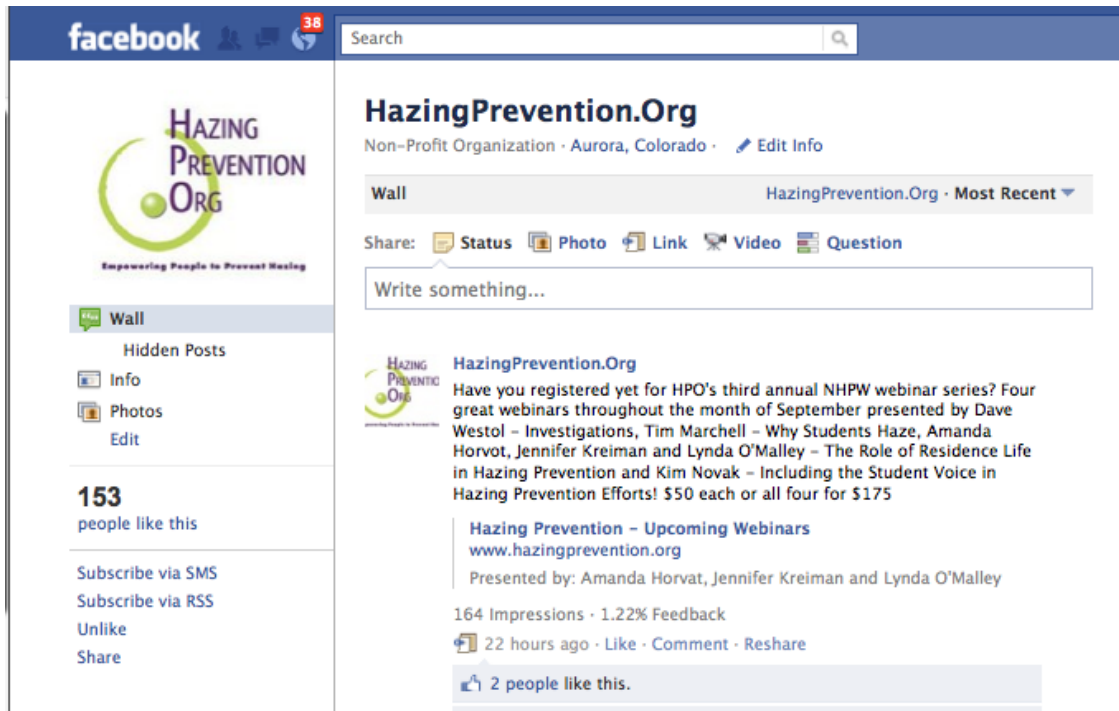 facebook
38
Search
HAZING
PREVENTION
ORG
Empowering People to Prevent Hazing
Wall
Hidden Posts
Info
Photos
Edit
153
people like this
Subscribe via SMS
Subscribe via RSS
Unlike
Share
HazingPrevention.Org
Non-Profit Organization · Aurora, Colorado · Edit Info
Wall HazingPrevention.Org · Most Recent
Share: Status Photo Link Video Question
Write something...
HAZING
PREVENTIO
ORG
HazingPrevention.Org
Have you registered yet for HPO's third annual NHPW webinar series? Four
great webinars throughout the month of September presented by Dave
Westol – Investigations, Tim Marchell – Why Students Haze, Amanda
Horvot, Jennifer Kreiman and Lynda O'Malley – The Role of Residence Life
in Hazing Prevention and Kim Novak – Including the Student Voice in
Hazing Prevention Efforts! $50 each or all four for $175
Hazing Prevention – Upcoming Webinars
www.hazingprevention.org
Presented by: Amanda Horvat, Jennifer Kreiman and Lynda O'Malley
164 Impressions · 1.22% Feedback
22 hours ago · Like · Comment · Reshare
2 people like this.